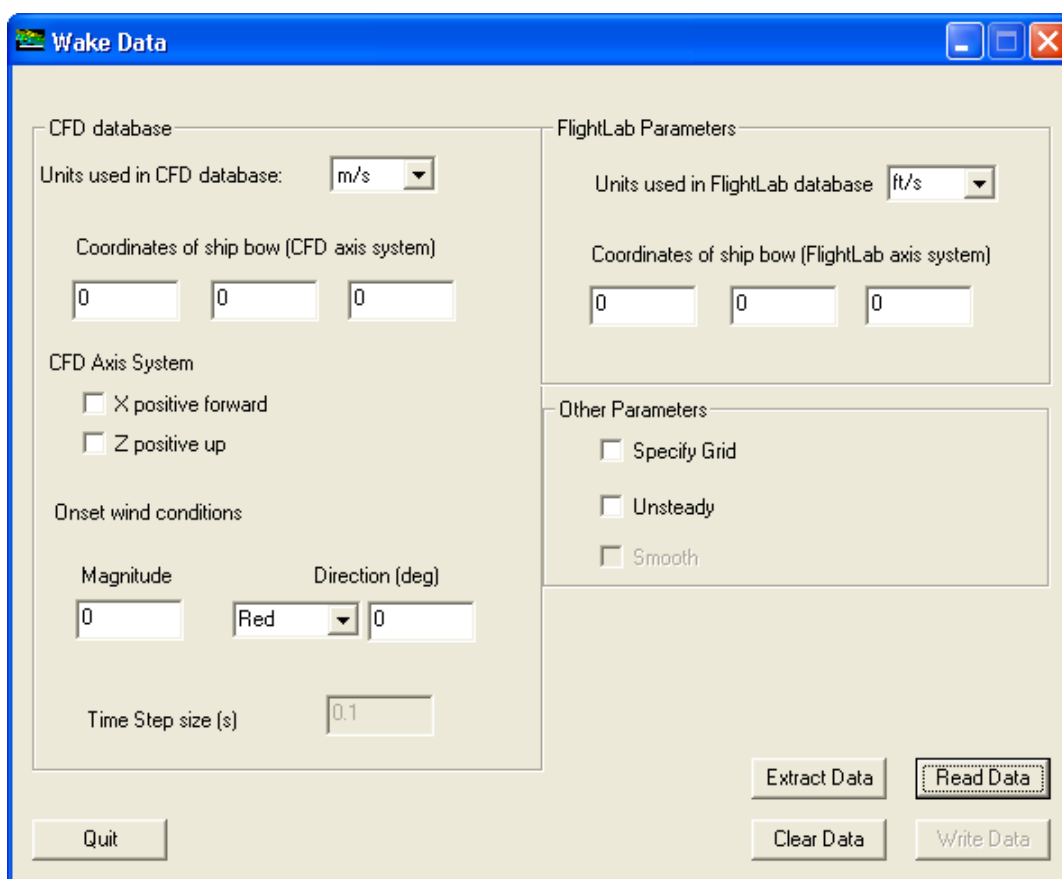 Wake Data
CFD database
Units used in CFD database: m/s
Coordinates of ship bow (CFD axis system)
0 0 0
CFD Axis System
X positive forward
Z positive up
Onset wind conditions
Magnitude Direction (deg)
0 Red 0
Time Step size (s) 0.1
FlightLab Parameters
Units used in FlightLab database ft/s
Coordinates of ship bow (FlightLab axis system)
0 0 0
Other Parameters
Specify Grid
Unsteady
Smooth
Extract Data Read Data
Quit Clear Data Write Data